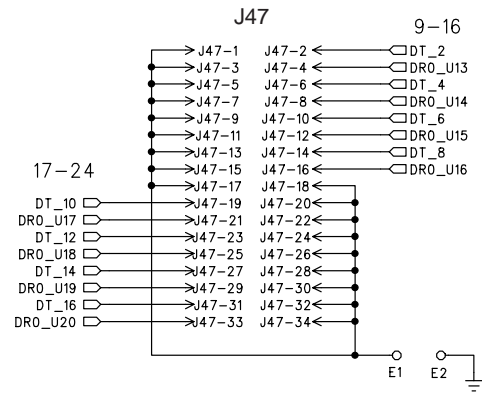 J47
9-16
J47-1 J47-2 DT_2
J47-3 J47-4 DRO_U13
J47-5 J47-6 DT_4
J47-7 J47-8 DRO_U14
J47-9 J47-10 DT_6
J47-11 J47-12 DRO_U15
J47-13 J47-14 DT_8
17-24 J47-15 J47-16 DRO_U16
J47-17 J47-18
DT_10 J47-19 J47-20
DRO_U17 J47-21 J47-22
DT_12 J47-23 J47-24
DRO_U18 J47-25 J47-26
DT_14 J47-27 J47-28
DRO_U19 J47-29 J47-30
DT_16 J47-31 J47-32
DRO_U20 J47-33 J47-34
E1 E2